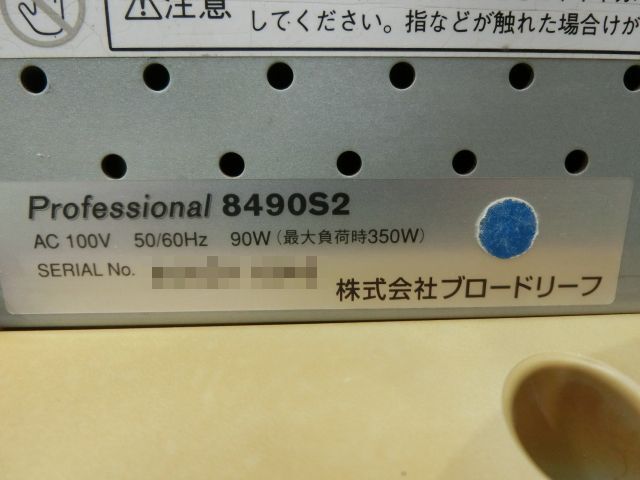 ⚠注意
してください。指などが触れた場合けが
Professional 8490S2
AC 100V 50/60Hz 90W (最大負荷時350W)
SERIAL No.
株式会社ブロードリーフ